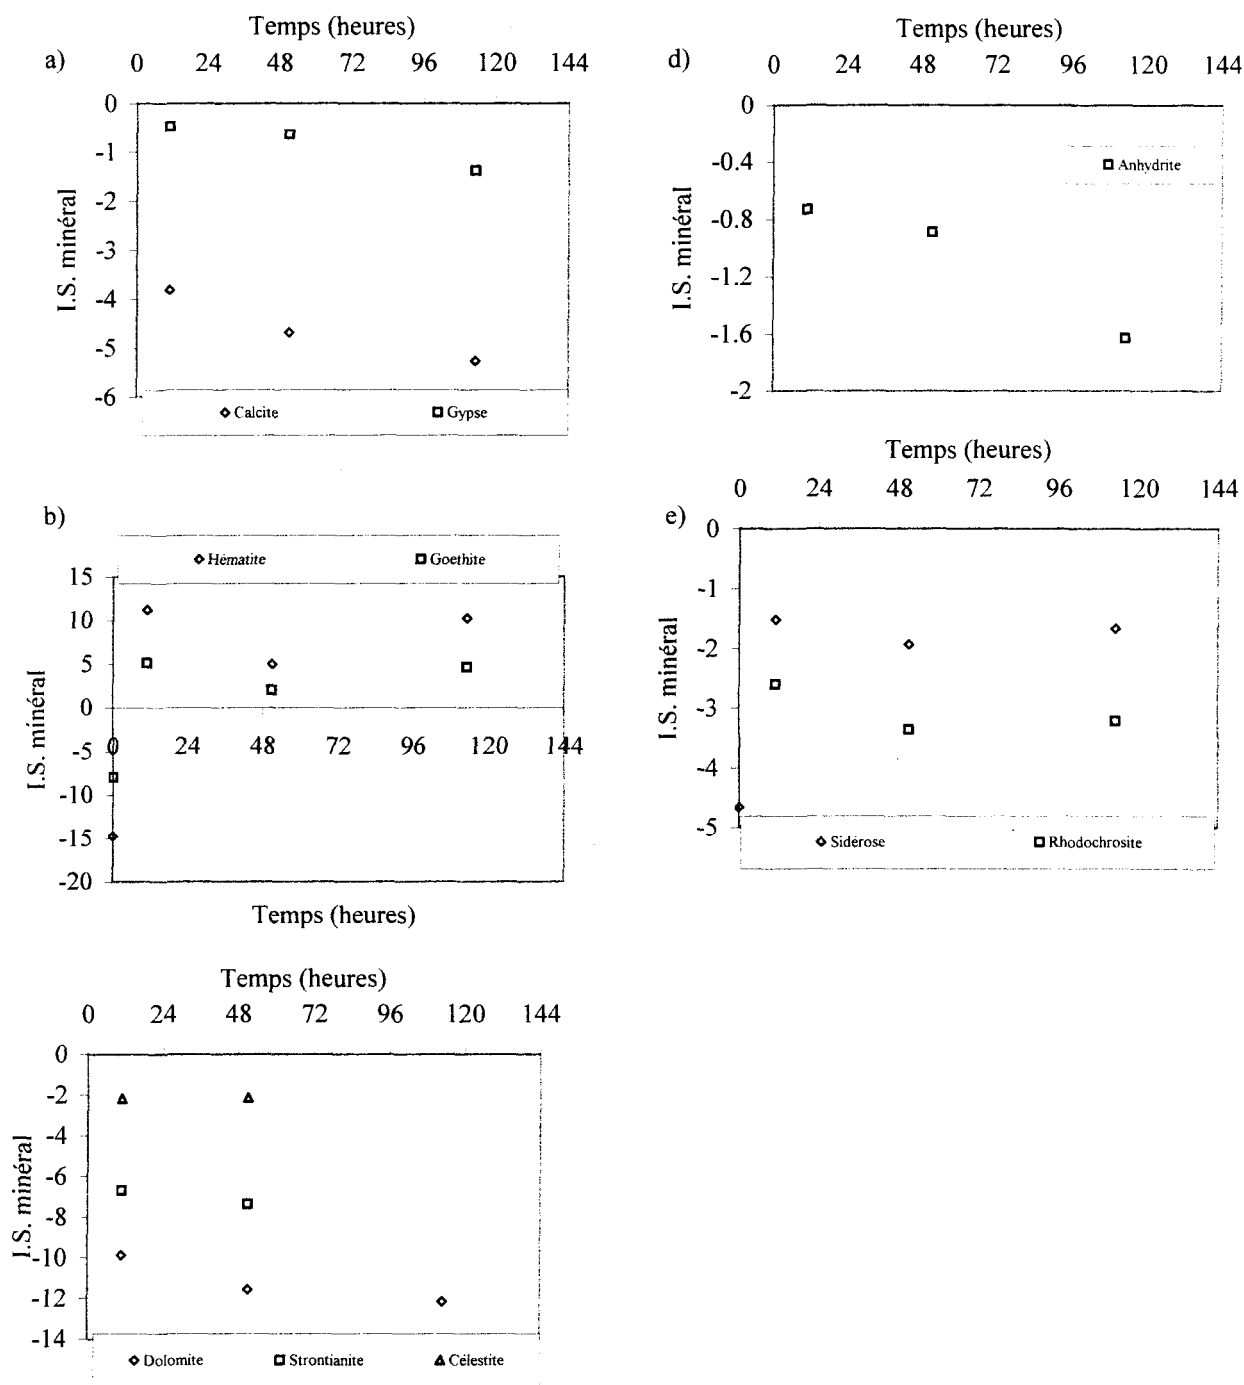 Temps (heures)
a) 0 24 48 72 96 120 144
0
-1
-2
-3
-4
-5
-6
I.S. minéral
Calcite Gypse
Temps (heures)
d) 0 24 48 72 96 120 144
0
-0.4
-0.8
-1.2
-1.6
-2
I.S. minéral
Anhydrite
b)
Hématite Goethite
15
10
5
0
-5
-10
-15
-20
I.S. minéral
0 24 48 72 96 120 144
Temps (heures)
Temps (heures)
0 24 48 72 96 120 144
e)
0
-1
-2
-3
-4
-5
I.S. minéral
Sidérose Rhodochrosite
Temps (heures)
0 24 48 72 96 120 144
0
-2
-4
-6
-8
-10
-12
-14
I.S. minéral
Dolomite Strontianite Célestite